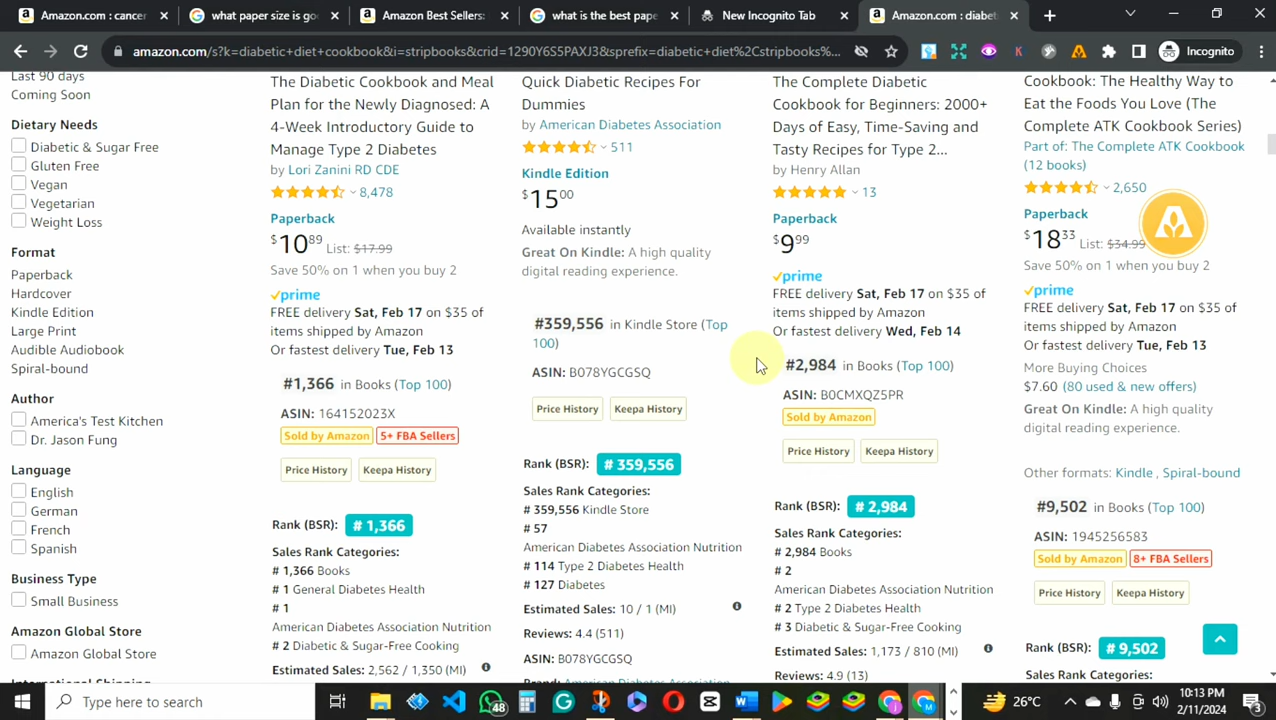 Amazon.com : cancer
what paper size is go
Amazon Best Sellers:
what is the best pape
New Incognito Tab
Amazon.com : diabet
amazon.com/s?k=diabetic+diet+cookbook&i=stripbooks&crid=1290Y6S5PAXJ3&sprefix=diabetic+diet%2Cstripbooks%...
Incognito
Last 90 days
Coming Soon
Dietary Needs
Diabetic & Sugar Free
Gluten Free
Vegan
Vegetarian
Weight Loss
Format
Paperback
Hardcover
Kindle Edition
Large Print
Audible Audiobook
Spiral-bound
Author
America's Test Kitchen
Dr. Jason Fung
Language
English
German
French
Spanish
Business Type
Small Business
Amazon Global Store
Amazon Global Store
The Diabetic Cookbook and Meal
Plan for the Newly Diagnosed: A
4-Week Introductory Guide to
Manage Type 2 Diabetes
by Lori Zanini RD CDE
8,478
Paperback
$10.89 List: $17.99
Save 50% on 1 when you buy 2
prime
FREE delivery Sat, Feb 17 on $35 of
items shipped by Amazon
Or fastest delivery Tue, Feb 13
#1,366 in Books (Top 100)
ASIN: 164152023X
Sold by Amazon 5+ FBA Sellers
Price History Keepa History
Rank (BSR): # 1,366
Sales Rank Categories:
# 1,366 Books
# 1 General Diabetes Health
# 1
American Diabetes Association Nutrition
# 2 Diabetic & Sugar-Free Cooking
Estimated Sales: 2,562 / 1,350 (MI)
Quick Diabetic Recipes For
Dummies
by American Diabetes Association
511
Kindle Edition
$15.00
Available instantly
Great On Kindle: A high quality
digital reading experience.
#359,556 in Kindle Store (Top
100)
ASIN: B078YGCGSQ
Price History Keepa History
Rank (BSR): # 359,556
Sales Rank Categories:
# 359,556 Kindle Store
# 57
American Diabetes Association Nutrition
# 114 Type 2 Diabetes Health
# 127 Diabetes
Estimated Sales: 10 / 1 (MI)
Reviews: 4.4 (511)
ASIN: B078YGCGSQ
Brand: American Diabetes Association
The Complete Diabetic
Cookbook for Beginners: 2000+
Days of Easy, Time-Saving and
Tasty Recipes for Type 2...
by Henry Allan
13
Paperback
$9.99
prime
FREE delivery Sat, Feb 17 on $35 of
items shipped by Amazon
Or fastest delivery Wed, Feb 14
#2,984 in Books (Top 100)
ASIN: B0CMXQZ5PR
Sold by Amazon
Price History Keepa History
Rank (BSR): # 2,984
Sales Rank Categories:
# 2,984 Books
# 2
American Diabetes Association Nutrition
# 2 Type 2 Diabetes Health
# 3 Diabetic & Sugar-Free Cooking
Estimated Sales: 1,173 / 810 (MI)
Reviews: 4.9 (13)
Cookbook: The Healthy Way to
Eat the Foods You Love (The
Complete ATK Cookbook Series)
Part of: The Complete ATK Cookbook
(12 books)
2,650
Paperback
$18.33 List: $34.99
Save 50% on 1 when you buy 2
prime
FREE delivery Sat, Feb 17 on $35 of
items shipped by Amazon
Or fastest delivery Tue, Feb 13
More Buying Choices
$7.60 (80 used & new offers)
Great On Kindle: A high quality
digital reading experience.
Other formats: Kindle , Spiral-bound
#9,502 in Books (Top 100)
ASIN: 1945256583
Sold by Amazon 8+ FBA Sellers
Price History Keepa History
Rank (BSR): # 9,502
Sales Rank Categories:
Type here to search
48
26°C
10:13 PM
2/11/2024
3